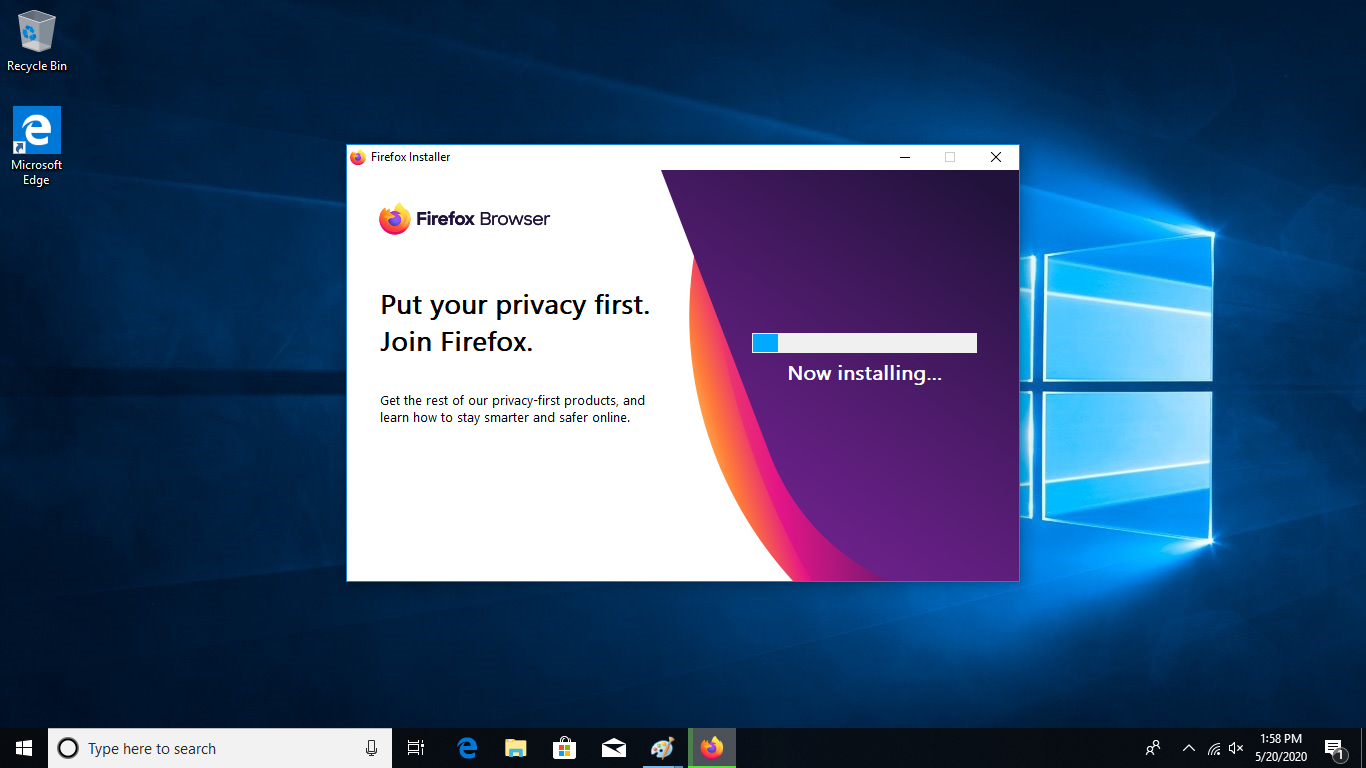 Recycle Bin
Microsoft
Edge
Firefox Installer
Firefox Browser
Put your privacy first.
Join Firefox.
Get the rest of our privacy-first products, and
learn how to stay smarter and safer online.
Now installing...
Type here to search
1:58 PM
5/20/2020
1